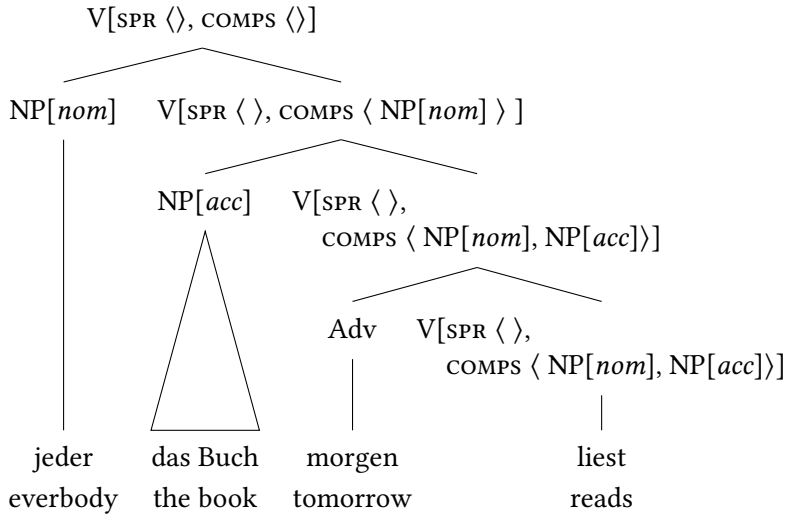 V[SPR ⟨⟩, COMPS ⟨⟩]
NP[nom] V[SPR ⟨ ⟩, COMPS ⟨ NP[nom] ⟩ ]
NP[acc] V[SPR ⟨ ⟩,
COMPS ⟨ NP[nom], NP[acc]⟩]
Adv V[SPR ⟨ ⟩,
COMPS ⟨ NP[nom], NP[acc]⟩]
jeder das Buch morgen liest
everbody the book tomorrow reads